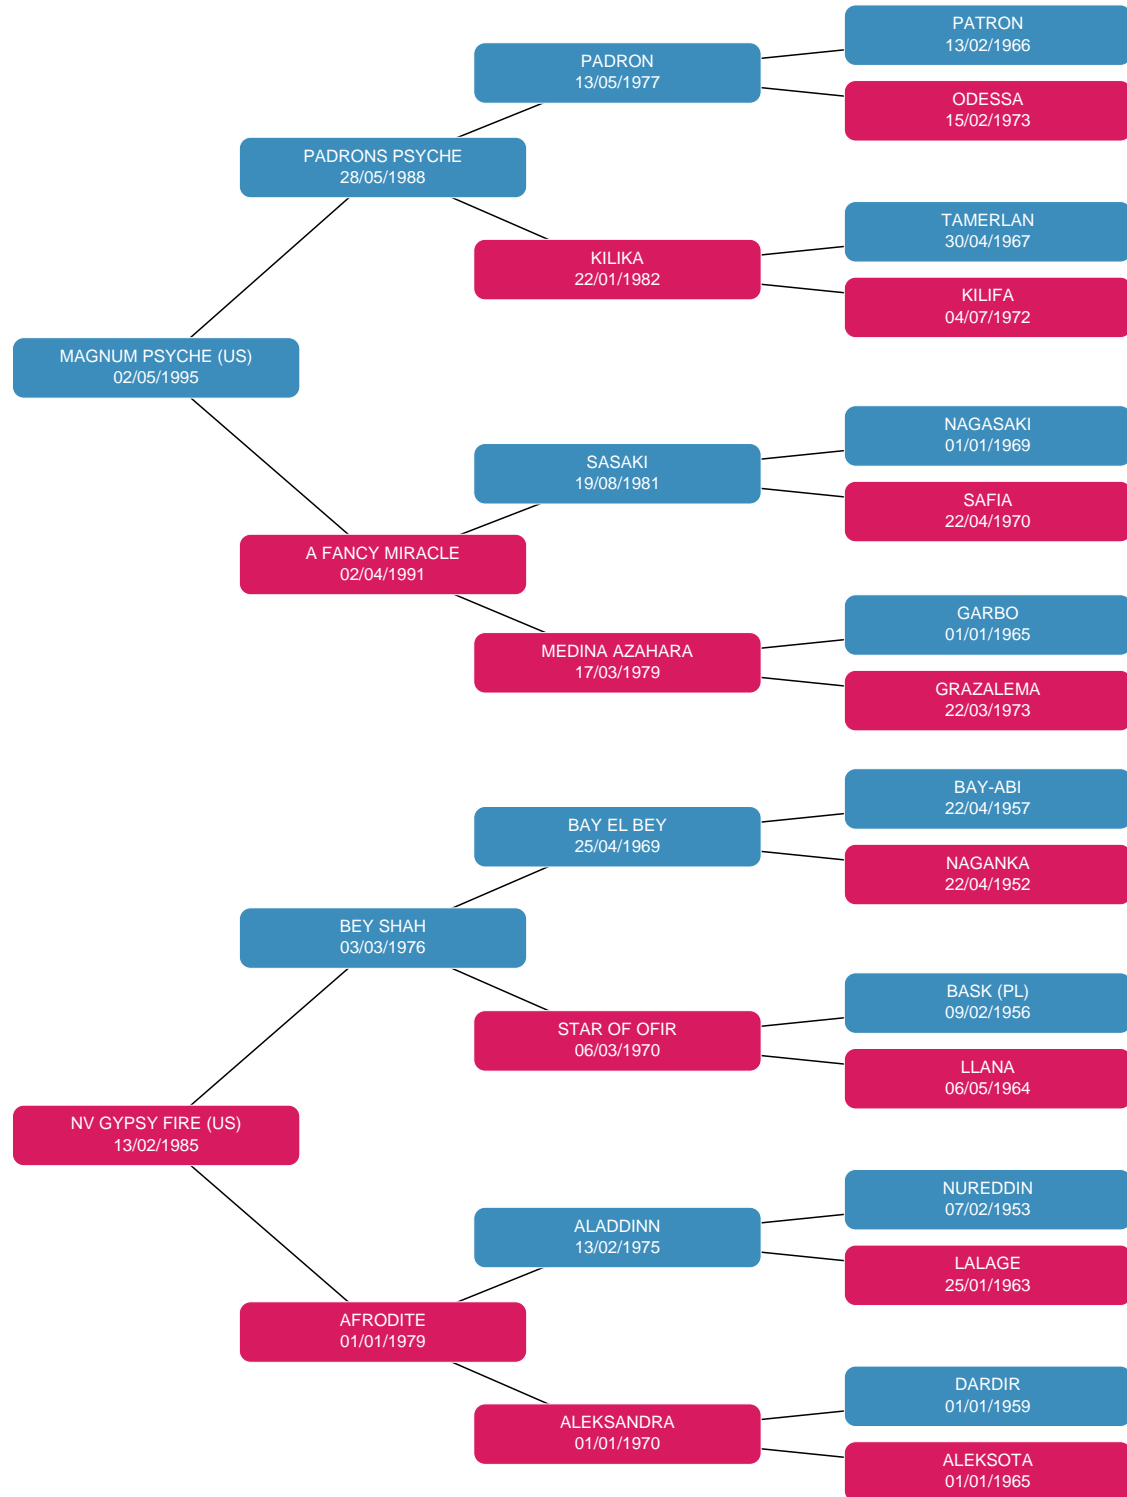 PATRON
13/02/1966
PADRON
13/05/1977
ODESSA
15/02/1973
PADRONS PSYCHE
28/05/1988
TAMERLAN
30/04/1967
KILIKA
22/01/1982
KILIFA
04/07/1972
MAGNUM PSYCHE (US)
02/05/1995
NAGASAKI
01/01/1969
SASAKI
19/08/1981
SAFIA
22/04/1970
A FANCY MIRACLE
02/04/1991
GARBO
01/01/1965
MEDINA AZAHARA
17/03/1979
GRAZALEMA
22/03/1973
BAY-ABI
22/04/1957
BAY EL BEY
25/04/1969
NAGANKA
22/04/1952
BEY SHAH
03/03/1976
BASK (PL)
09/02/1956
STAR OF OFIR
06/03/1970
LLANA
06/05/1964
NV GYPSY FIRE (US)
13/02/1985
NUREDDIN
07/02/1953
ALADDINN
13/02/1975
LALAGE
25/01/1963
AFRODITE
01/01/1979
DARDIR
01/01/1959
ALEKSANDRA
01/01/1970
ALEKSOTA
01/01/1965